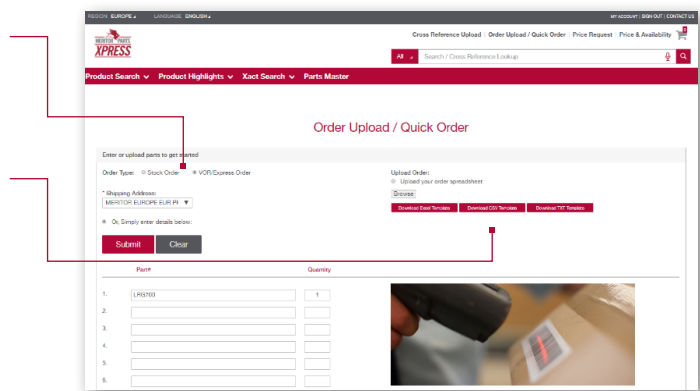 REGION EUROPE LANGUAGE ENGLISH MY ACCOUNT | SIGN OUT | CONTACT US
MERITOR PARTS
XPRESS
Cross Reference Upload | Order Upload / Quick Order | Price Request | Price & Availability
All Search / Cross Reference Lookup
Product Search Product Highlights Xact Search Parts Master
Order Upload / Quick Order
Enter or upload parts to get started
Order Type: Stock Order VOR/Express Order
Upload Order:
Upload your order spreadsheet
* Shipping Address:
Browse
MERITOR EUROPE EUR
Download Excel Template Download CSV Template Download TXT Template
Or, Simply enter details below:
Submit Clear
Part# Quantity
1. LRG700 1
2.
3.
4.
5.
6.